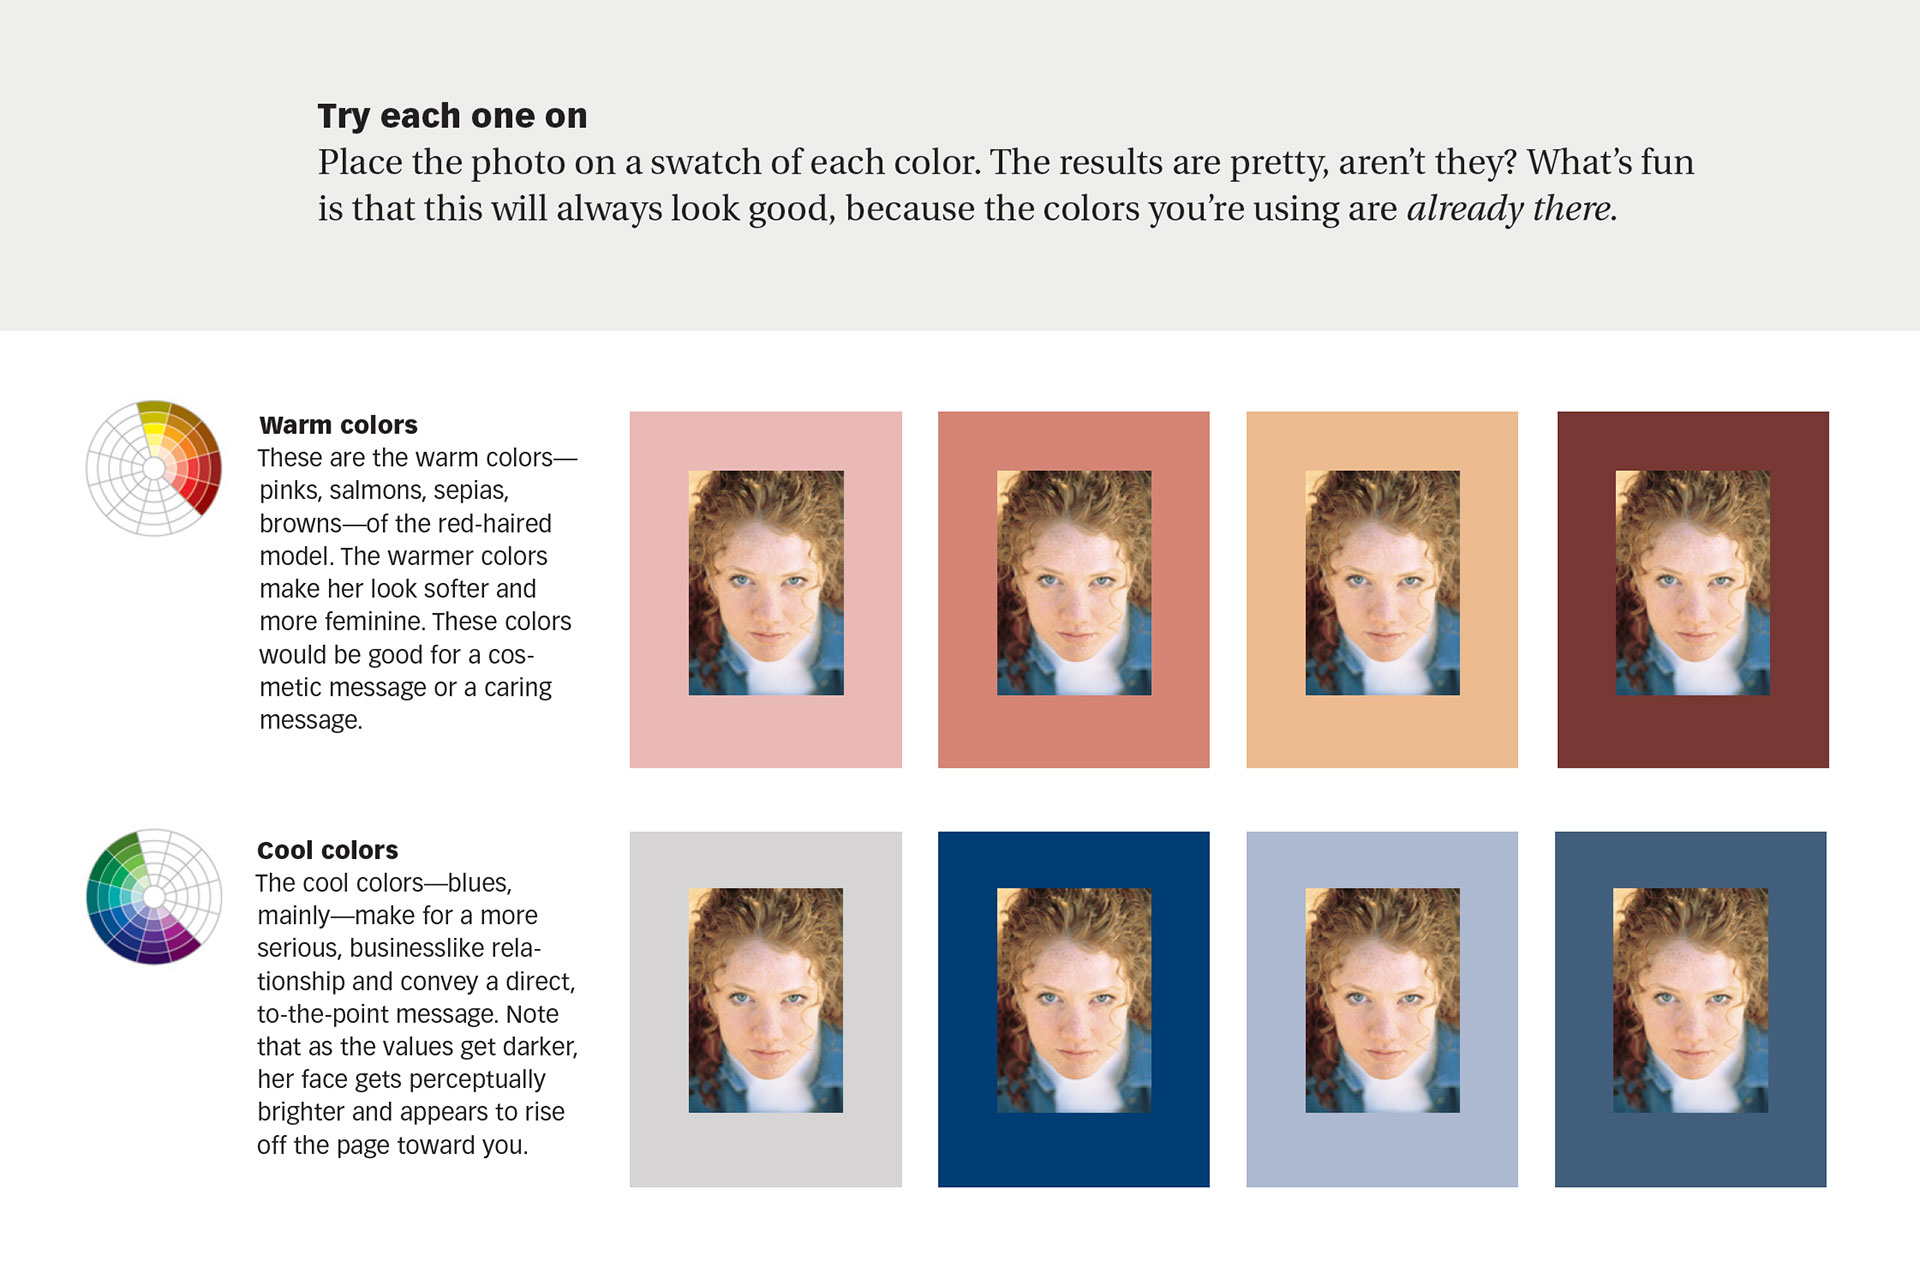 Try each one on
Place the photo on a swatch of each color. The results are pretty, aren’t they? What’s fun
is that this will always look good, because the colors you’re using are already there.
Warm colors
These are the warm colors—
pinks, salmons, sepias,
browns—of the red-haired
model. The warmer colors
make her look softer and
more feminine. These colors
would be good for a cos-
metic message or a caring
message.
Cool colors
The cool colors—blues,
mainly—make for a more
serious, businesslike rela-
tionship and convey a direct,
to-the-point message. Note
that as the values get darker,
her face gets perceptually
brighter and appears to rise
off the page toward you.